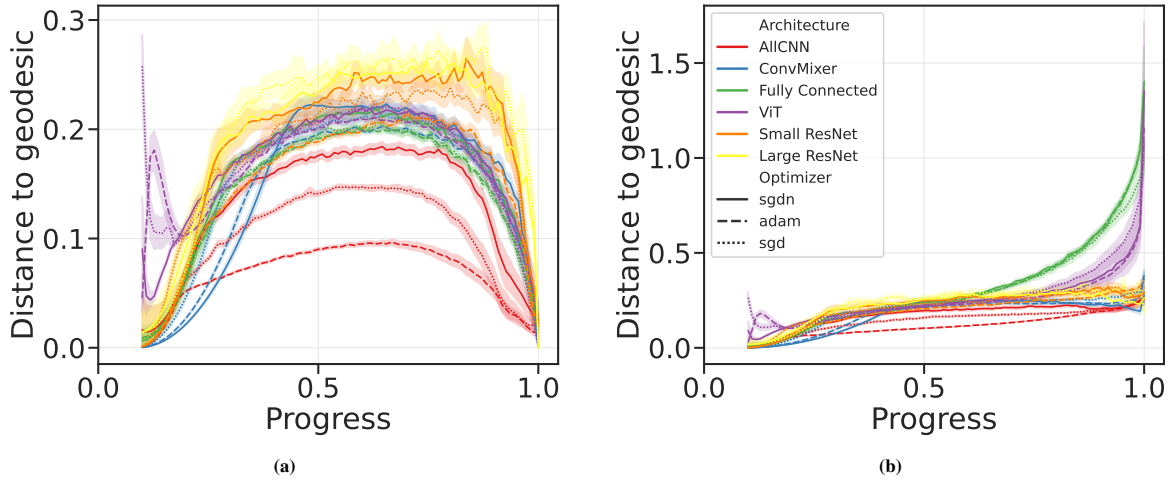 Distance to geodesic
0.3
0.2
0.1
0.0
0.0
0.5
1.0
Progress
(a)
Distance to geodesic
1.5
1.0
0.5
0.0
Architecture
AllCNN
ConvMixer
Fully Connected
ViT
Small ResNet
Large ResNet
Optimizer
sgdn
adam
sgd
0.0
0.5
1.0
Progress
(b)